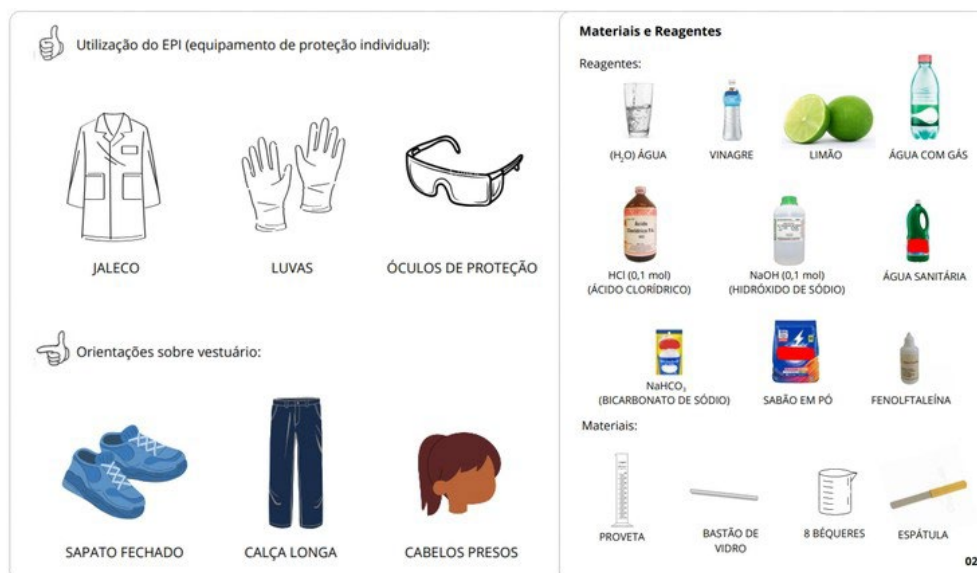 Utilização do EPI (equipamento de proteção individual):
JALECO
LUVAS
ÓCULOS DE PROTEÇÃO
Orientações sobre vestuário:
SAPATO FECHADO
CALÇA LONGA
CABELOS PRESOS
Materiais e Reagentes
Reagentes:
(H₂O) ÁGUA
VINAGRE
LIMÃO
ÁGUA COM GÁS
Ácido
Clorídrico
HCl (0,1 mol)
(ÁCIDO CLORÍDRICO)
NaOH (0,1 mol)
(HIDRÓXIDO DE SÓDIO)
ÁGUA SANITÁRIA
NaHCO₃
(BICARBONATO DE SÓDIO)
SABÃO EM PÓ
FENOLFTALEÍNA
Materiais:
PROVETA
BASTÃO DE
VIDRO
8 BÉQUERES
ESPÁTULA
02